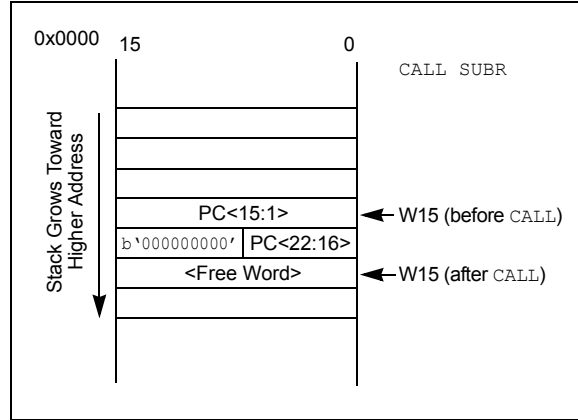 0x0000
15 0
CALL SUBR
Stack Grows Toward
Higher Address
PC<15:1>
W15 (before CALL)
b‘000000000’ PC<22:16>
<Free Word>
W15 (after CALL)